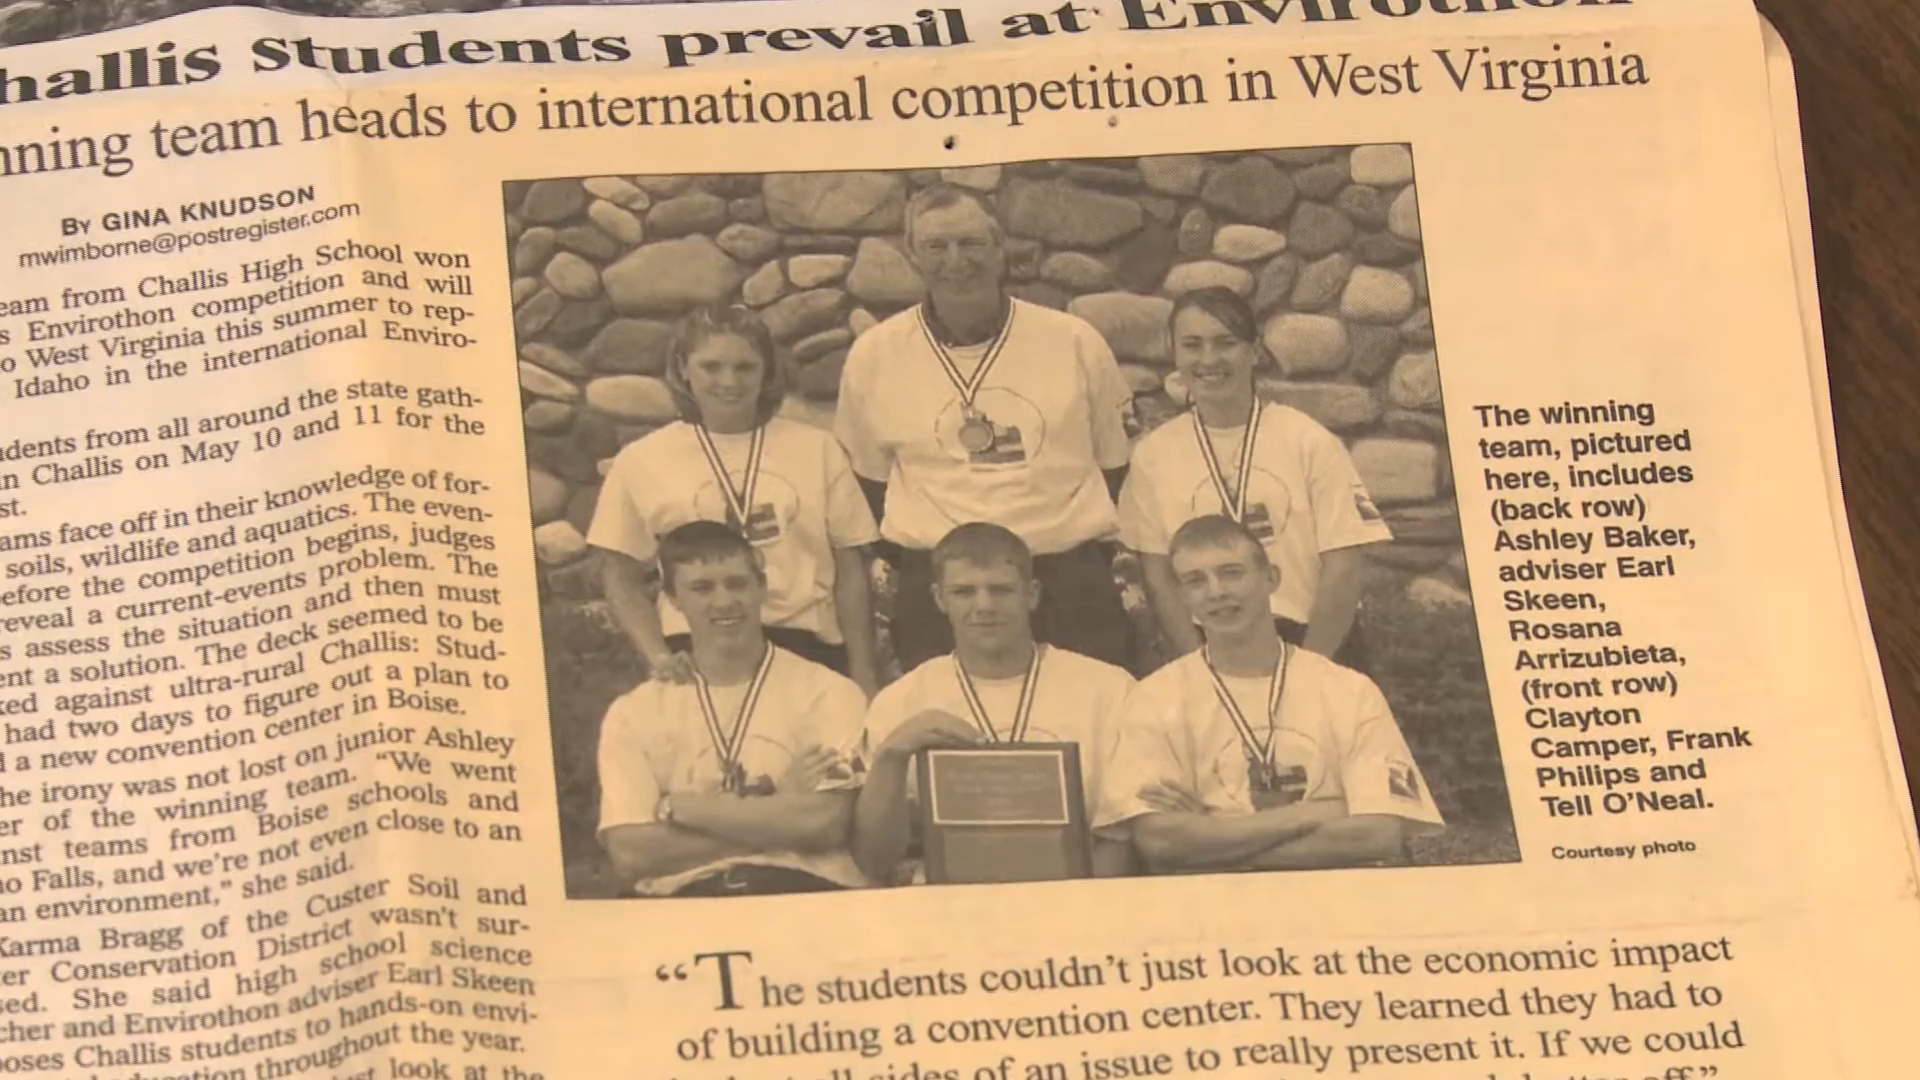 hallis Students prevail at Envirothon
nning team heads to international competition in West Virginia
By GINA KNUDSON
mwimborne@postregister.com
eam from Challis High School won
s Envirothon competition and will
o West Virginia this summer to rep-
Idaho in the international Enviro-
udents from all around the state gath-
in Challis on May 10 and 11 for the
st.
ams face off in their knowledge of for-
soils, wildlife and aquatics. The even-
efore the competition begins, judges
reveal a current-events problem. The
s assess the situation and then must
ent a solution. The deck seemed to be
ked against ultra-rural Challis: Stud-
had two days to figure out a plan to
d a new convention center in Boise.
he irony was not lost on junior Ashley
er of the winning team. “We went
nst teams from Boise schools and
o Falls, and we're not even close to an
an environment,” she said.
Karma Bragg of the Custer Soil and
er Conservation District wasn't sur-
sed. She said high school science
cher and Envirothon adviser Earl Skeen
oses Challis students to hands-on envi-
throughout the year.
look at the
The winning
team, pictured
here, includes
(back row)
Ashley Baker,
adviser Earl
Skeen,
Rosana
Arrizubieta,
(front row)
Clayton
Camper, Frank
Philips and
Tell O'Neal.
Courtesy photo
“The students couldn't just look at the economic impact
of building a convention center. They learned they had to
sides of an issue to really present it. If we could
off”